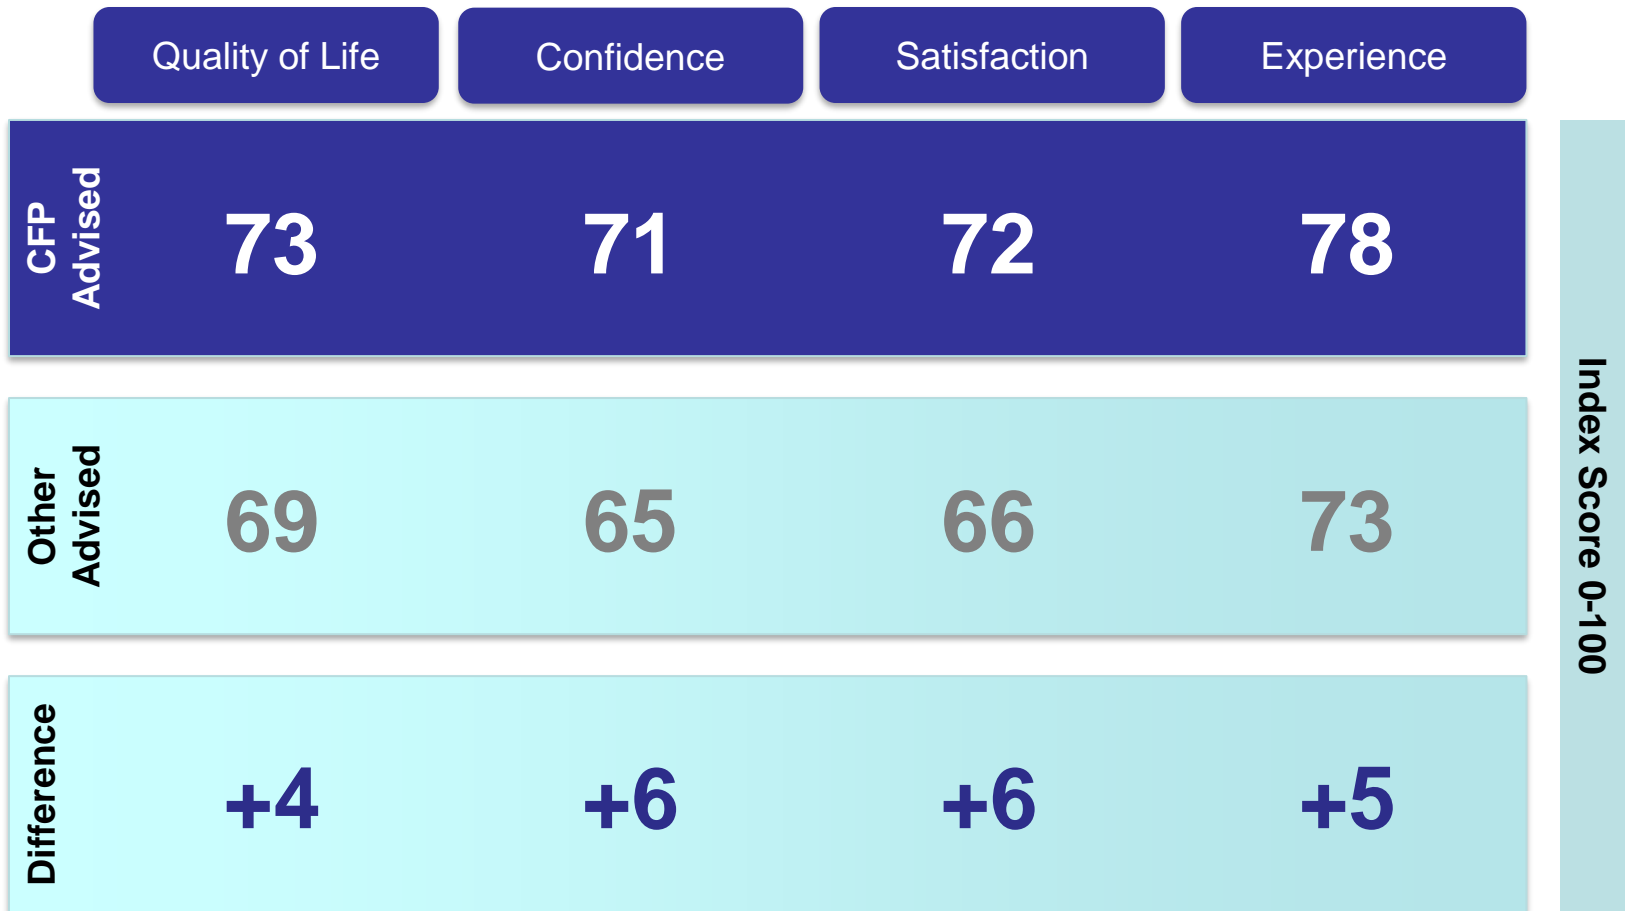 Quality of Life
Confidence
Satisfaction
Experience
CFP
Advised
73
71
72
78
Other
Advised
69
65
66
73
Difference
+4
+6
+6
+5
Index Score 0-100